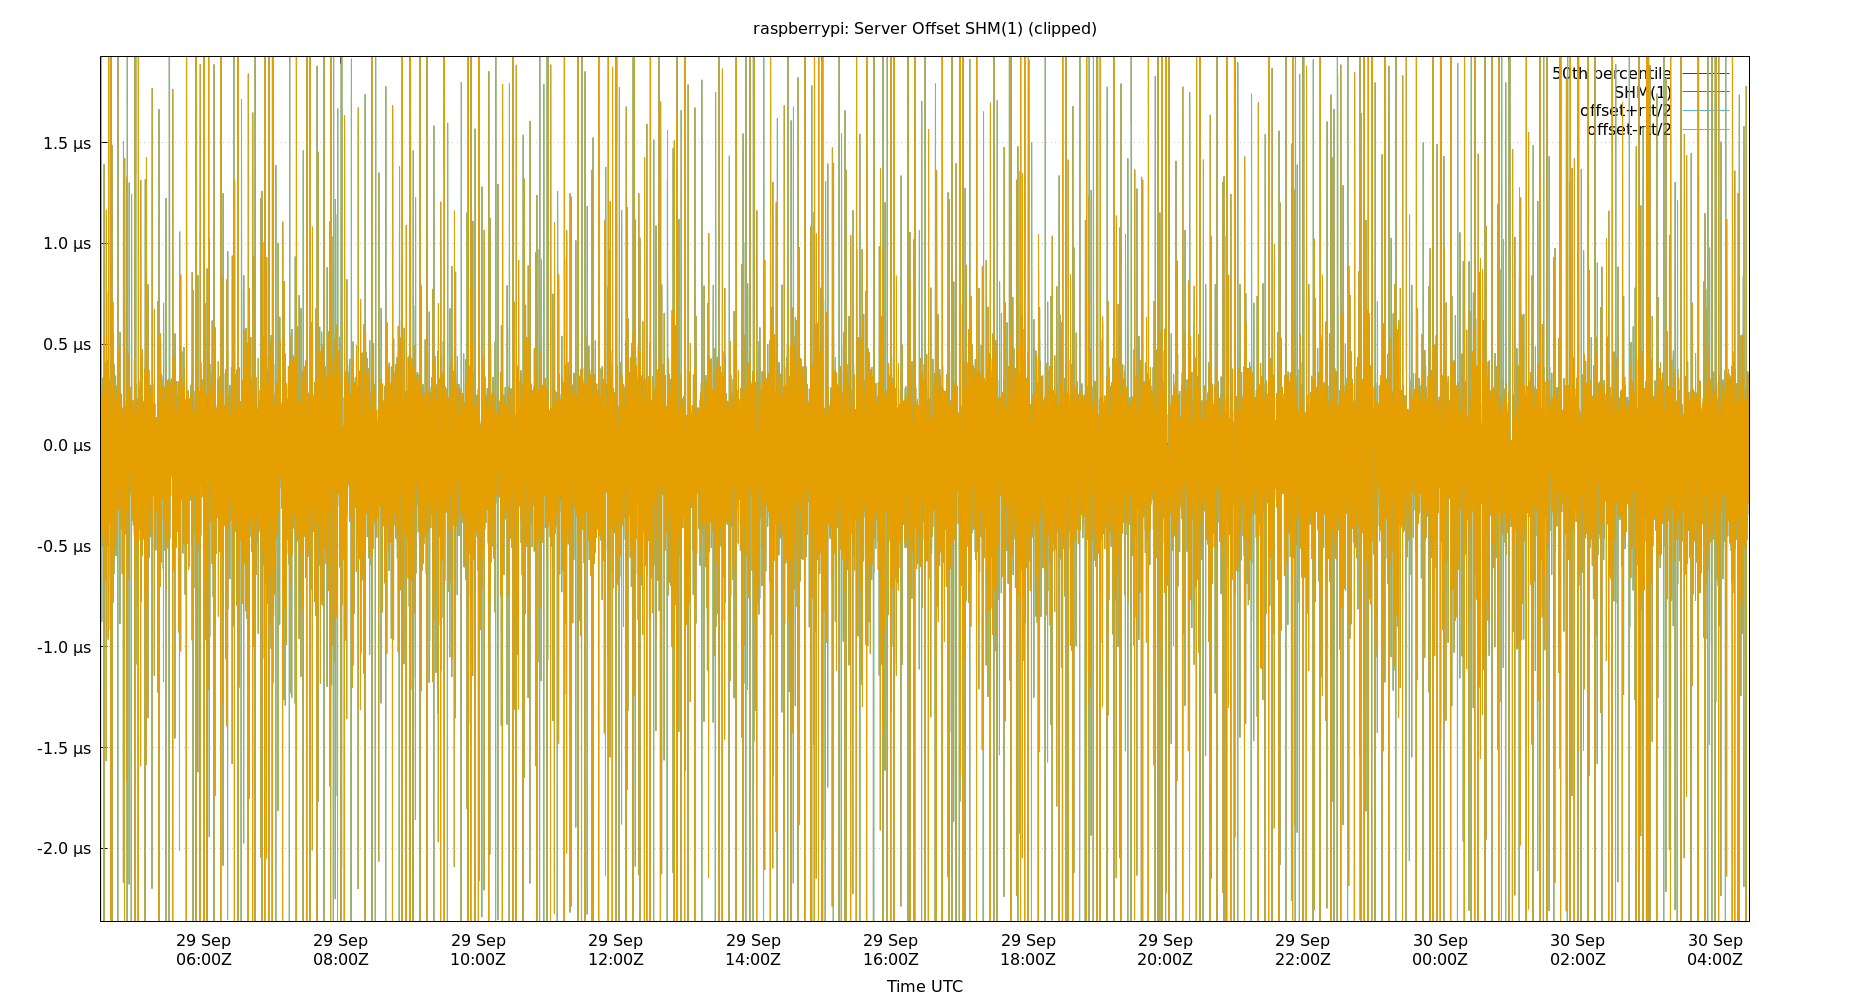 raspberrypi: Server Offset SHM(1) (clipped)
50th percentile
SHM(1)
offset+rtt/2
offset-rtt/2
1.5 µs
1.0 µs
0.5 µs
0.0 µs
-0.5 µs
-1.0 µs
-1.5 µs
-2.0 µs
29 Sep 29 Sep 29 Sep 29 Sep 29 Sep 29 Sep 29 Sep 29 Sep 29 Sep 30 Sep 30 Sep 30 Sep
06:00Z 08:00Z 10:00Z 12:00Z 14:00Z 16:00Z 18:00Z 20:00Z 22:00Z 00:00Z 02:00Z 04:00Z
Time UTC